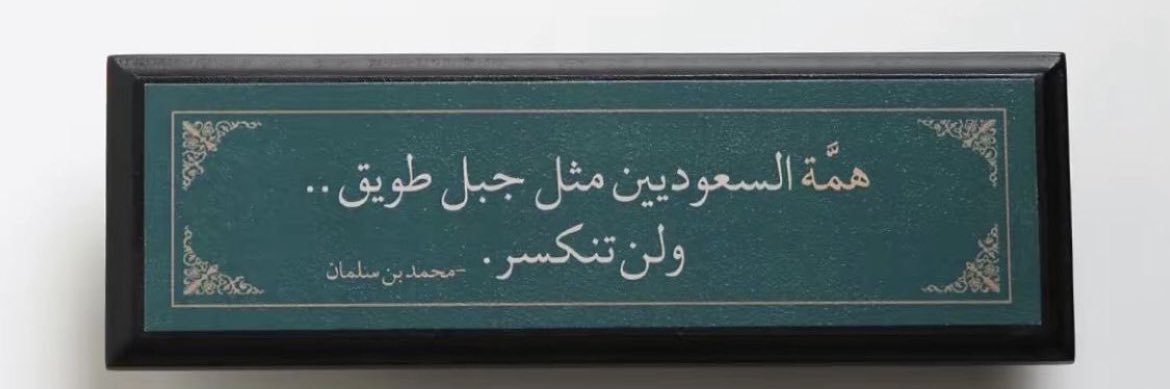 همَّة السعوديين مثل جبل طويق ..
ولن تنكسر .
-محمد بن سلمان